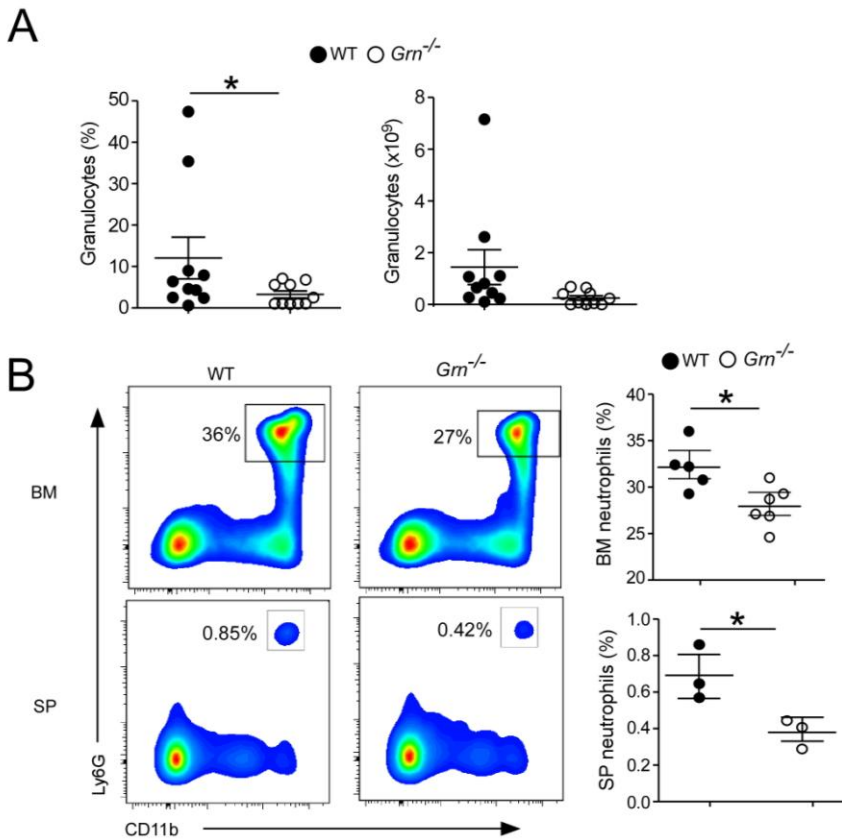 A
WT Grn-/-
*
Granulocytes (%)
50
40
30
20
10
0
Granulocytes (x10⁹)
8
6
4
2
0
B
WT Grn-/-
BM
36%
27%
SP
0.85%
0.42%
Ly6G
CD11b
WT Grn-/-
*
BM neutrophils (%)
40
35
30
25
20
*
SP neutrophils (%)
1.0
0.8
0.6
0.4
0.2
0.0